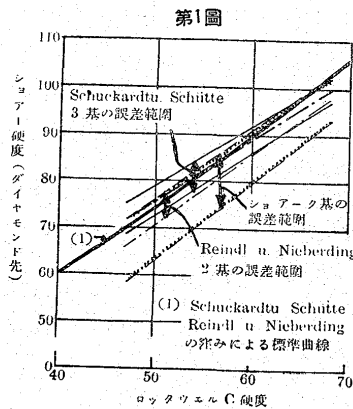 第1圖
ショアー硬度(ダイヤモンド先)
110
100
90
80
70
60
50
0
Schuckardtu. Schütte
3 基の誤差範圍
ショアーク基の
誤差範圍
(1)
Reindl u. Nieberding
2 基の誤差範圍
(1) Schuckardtu Schutte
Reindl u Nieberding
の窪みによる標準曲線
40
50
60
70
ロックウェル C. 硬度